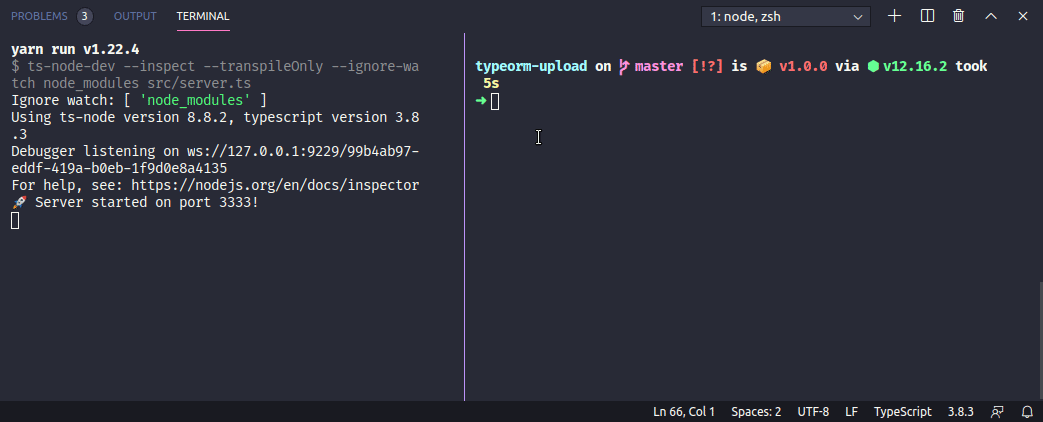 PROBLEMS 3 OUTPUT TERMINAL 1: node, zsh
yarn run v1.22.4
$ ts-node-dev --inspect --transpileOnly --ignore-wa
tch node_modules src/server.ts
Ignore watch: [ 'node_modules' ]
Using ts-node version 8.8.2, typescript version 3.8
.3
Debugger listening on ws://127.0.0.1:9229/99b4ab97-
eddf-419a-b0eb-1f9d0e8a4135
For help, see: https://nodejs.org/en/docs/inspector
🚀 Server started on port 3333!
typeorm-upload on master [!?] is 📦 v1.0.0 via ⬢ v12.16.2 took
5s
➜
Ln 66, Col 1 Spaces: 2 UTF-8 LF TypeScript 3.8.3